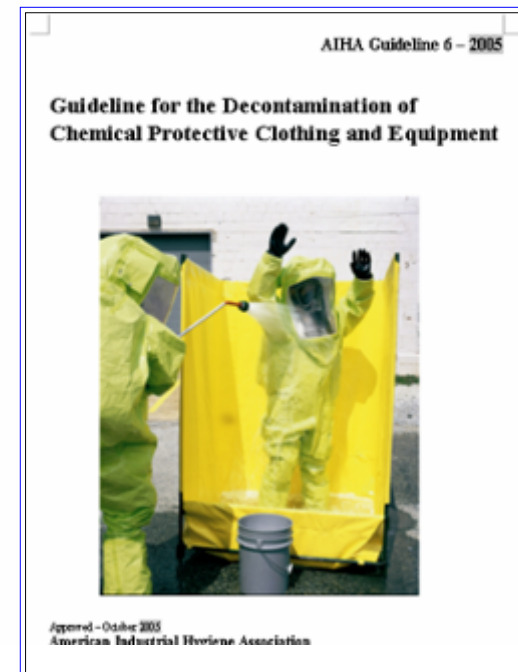 AIHA Guideline 6 – 2005
Guideline for the Decontamination of
Chemical Protective Clothing and Equipment
Approved – October 2005
American Industrial Hygiene Association